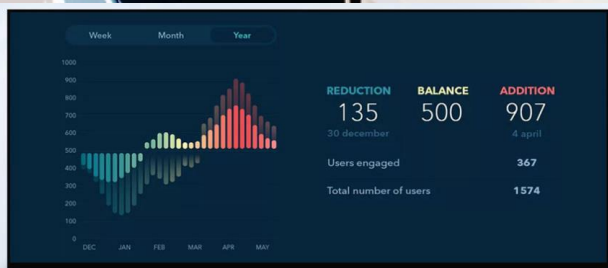 Week Month Year
1000
900
800
700
600
500
400
300
200
100
0
DEC JAN FEB MAR APR MAY
REDUCTION BALANCE ADDITION
135 500 907
30 december 4 april
Users engaged 367
Total number of users 1574